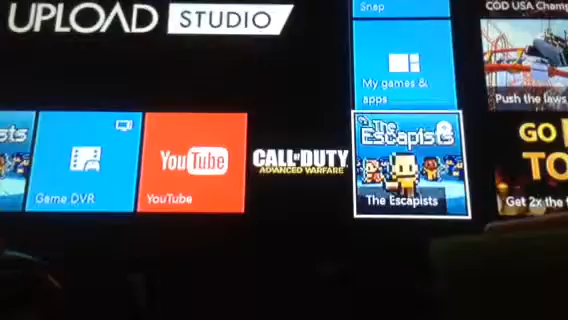 UPLOAD STUDIO
Snap
COD USA Cham
My games &
apps
Push the laws
sts
Game DVR
YouTube
YouTube
CALL OF DUTY
ADVANCED WARFARE
The
Escapists
The Escapists
GO
TO
Get 2x the